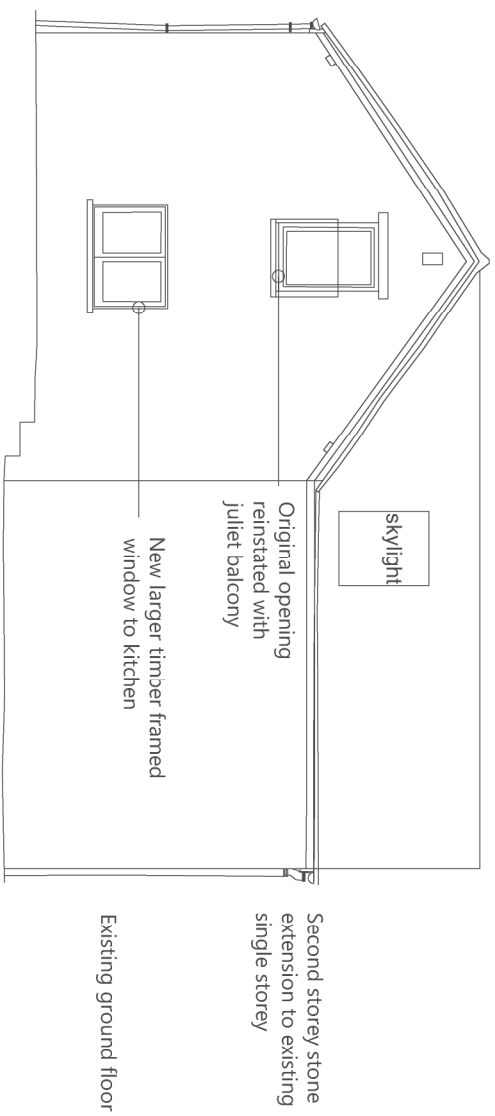 skylight
Original opening
reinstated with
juliet balcony
New larger timber framed
window to kitchen
Second storey stone
extension to existing
single storey
Existing ground floor